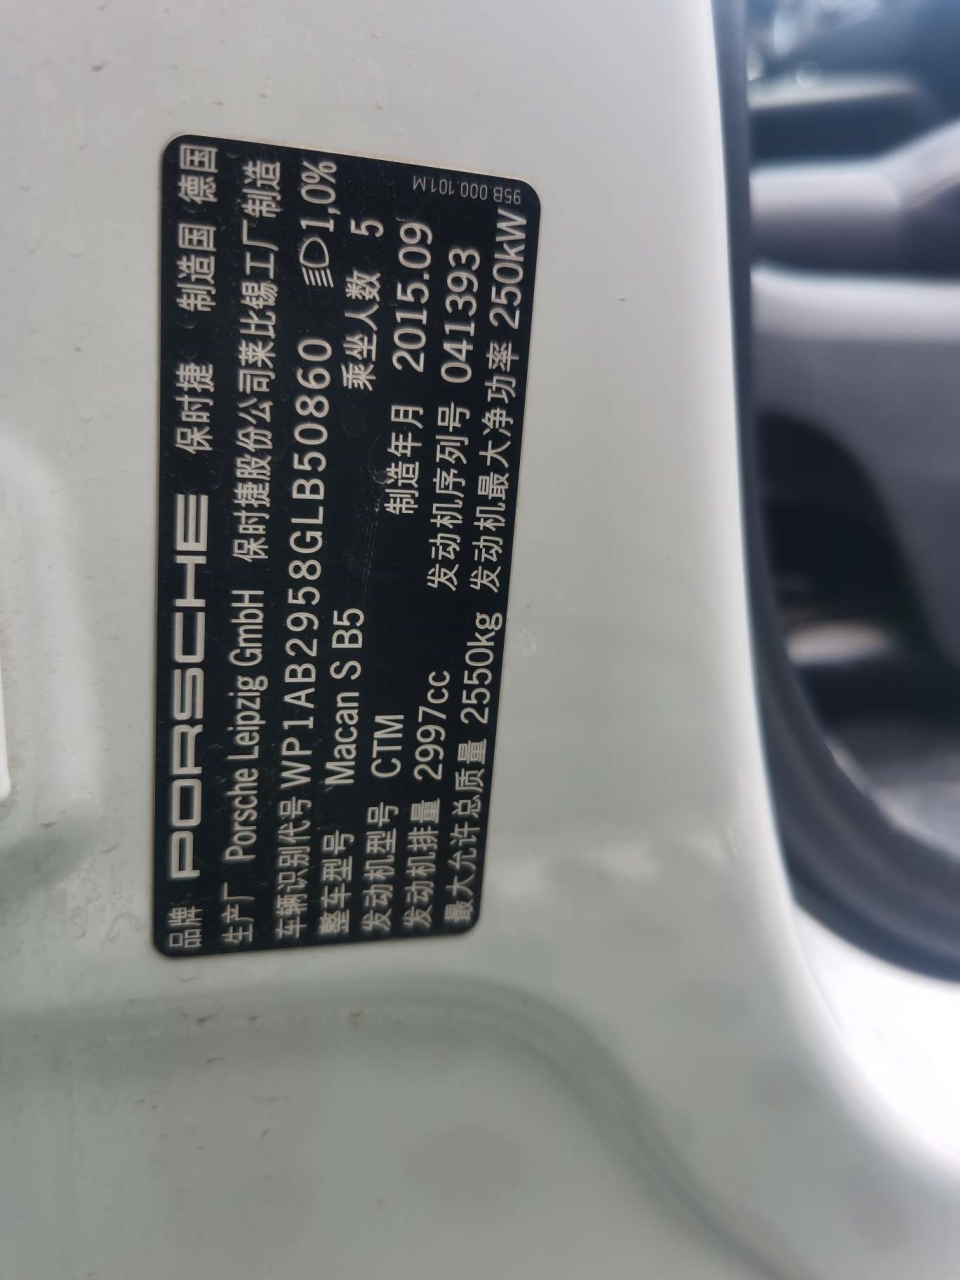 品牌 PORSCHE 保时捷 制造国 德国
生产厂 Porsche Leipzig GmbH 保时捷股份公司莱比锡工厂制造
车辆识别代号 WP1AB2958GLB50860 1,0%
整车型号 Macan S B5 乘坐人数 5
发动机型号 CTM 制造年月 2015.09
发动机排量 2997cc 发动机序列号 041393
最大允许总质量 2550kg 发动机最大净功率 250kW
95B.000.101.M